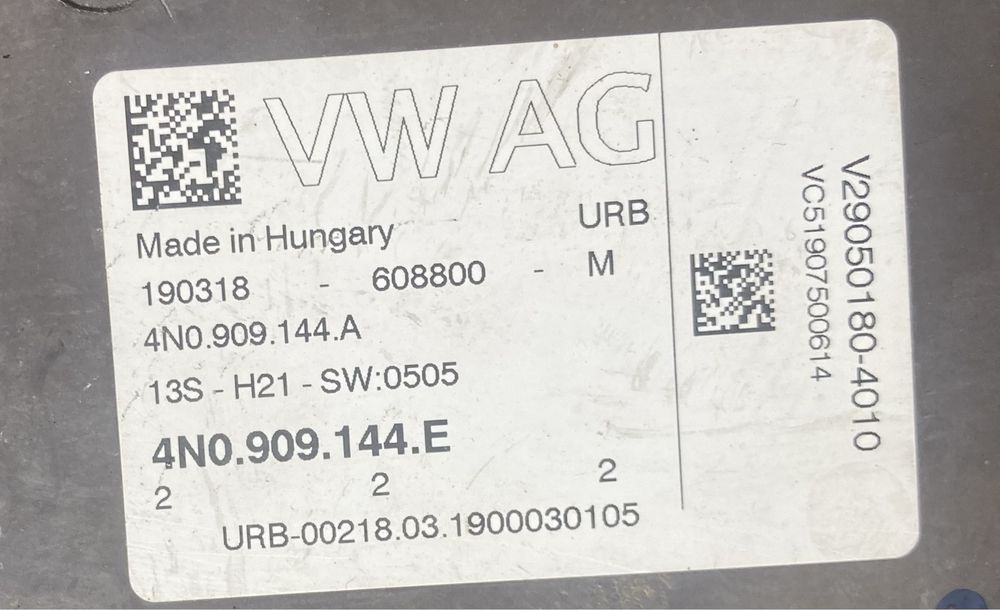 VW AG
Made in Hungary URB
190318 - 608800 - M
4N0.909.144.A
13S - H21 - SW:0505
4N0.909.144.E
2 2 2
URB-00218.03.1900030105
V29050180-4010
VC51907500614